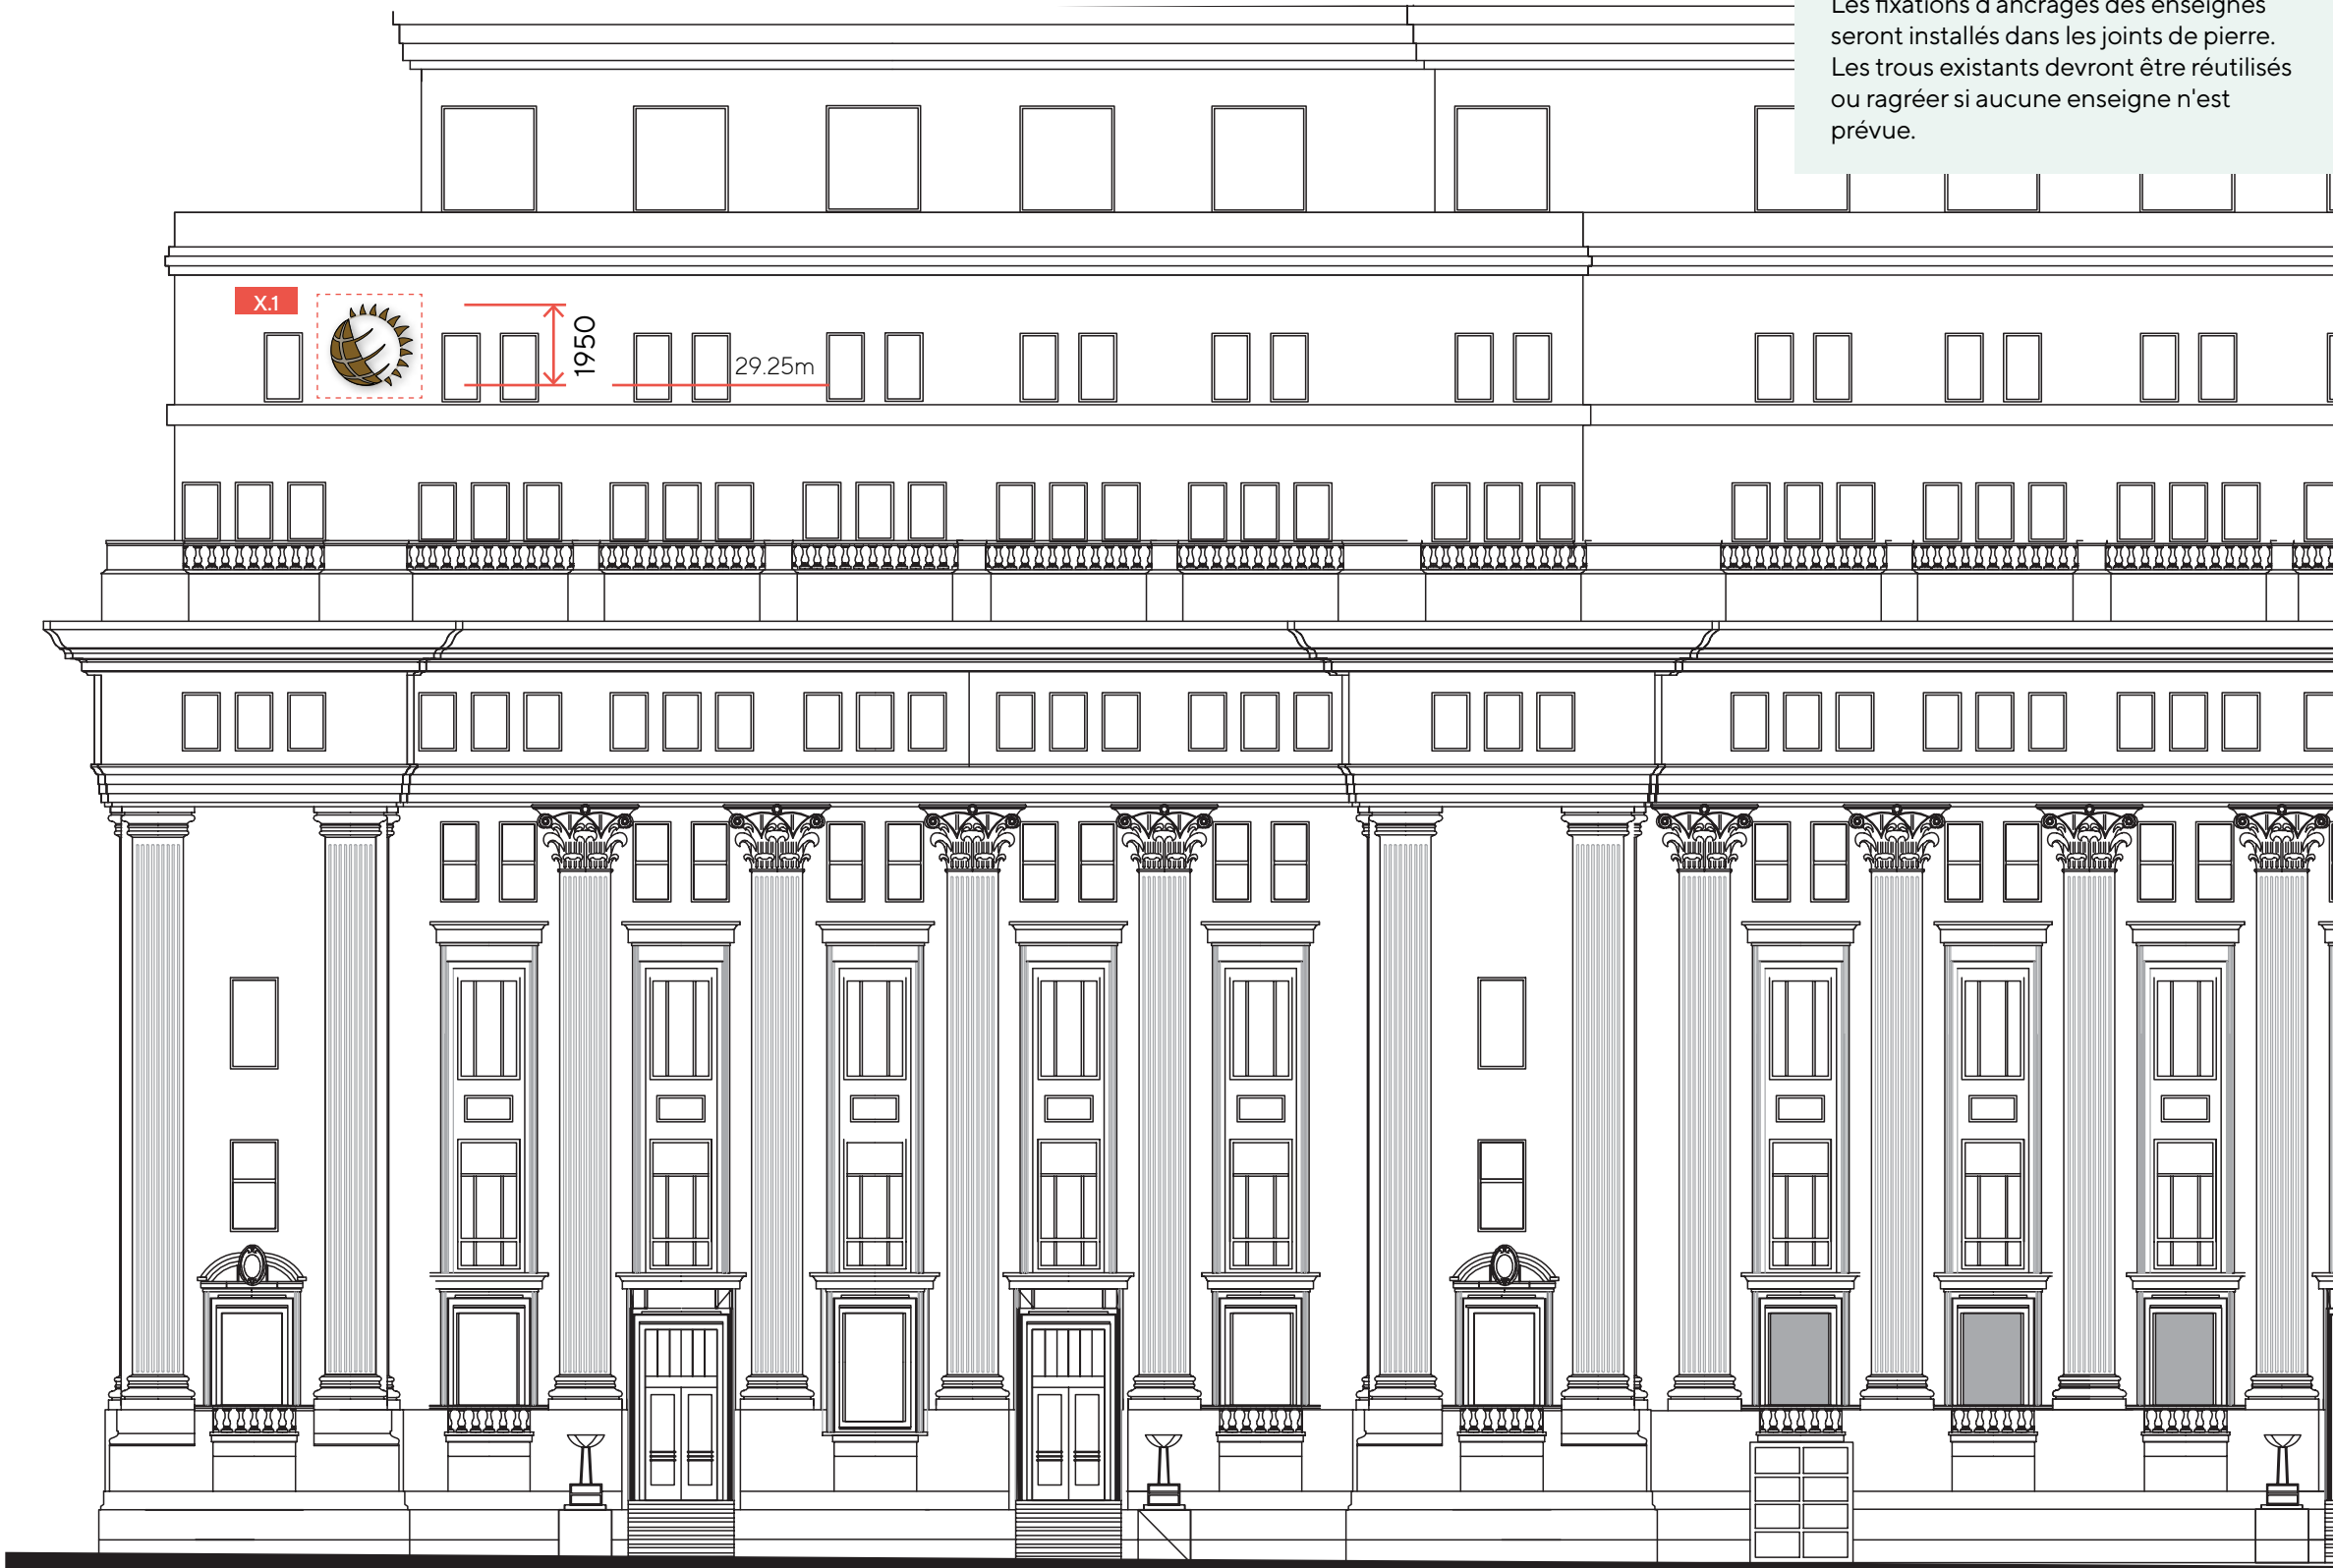 Les fixations d'ancrages des enseignes
seront installés dans les joints de pierre.
Les trous existants devront être réutilisés
ou ragréer si aucune enseigne n'est
prévue.
X.1
1950
29.25m